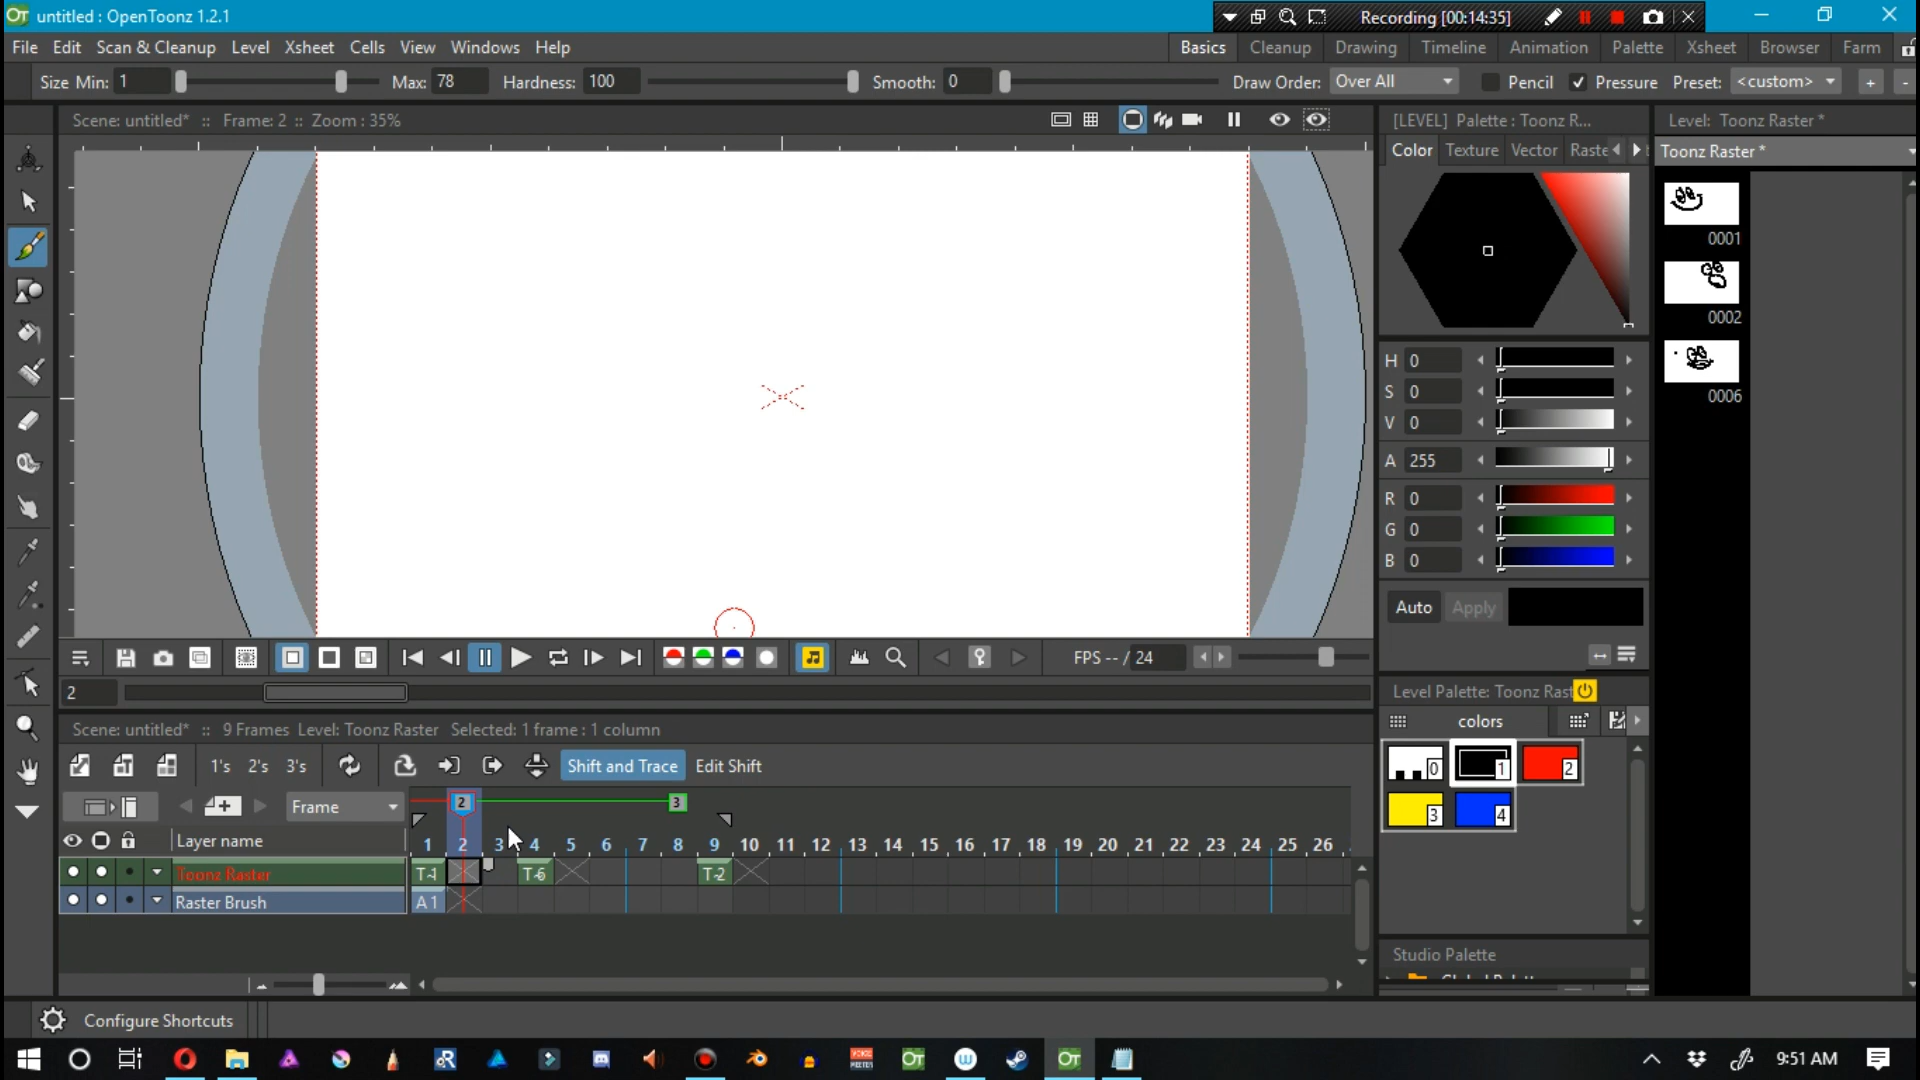 untitled : OpenToonz 1.2.1
Recording [00:14:35]
File Edit Scan & Cleanup Level Xsheet Cells View Windows Help
Basics Cleanup Drawing Timeline Animation Palette Xsheet Browser Farm
Size Min: 1 Max: 78 Hardness: 100 Smooth: 0 Draw Order: Over All Pencil Pressure Preset: <custom> + -
Scene: untitled* :: Frame: 2 :: Zoom : 35%
[LEVEL] Palette : Toonz R...
Level: Toonz Raster *
Color Texture Vector Raste
Toonz Raster *
0001
0002
0006
H 0
S 0
V 0
A 255
R 0
G 0
B 0
Auto Apply
FPS -- / 24
2
Level Palette: Toonz Rast
colors
0 1 2
3 4
Scene: untitled* :: 9 Frames Level: Toonz Raster Selected: 1 frame : 1 column
1's 2's 3's Shift and Trace Edit Shift
Frame
2 3
Layer name
1 2 3 4 5 6 7 8 9 10 11 12 13 14 15 16 17 18 19 20 21 22 23 24 25 26
Toonz Raster T-1 T-6 T-2
Raster Brush A 1
Studio Palette
Configure Shortcuts
9:51 AM